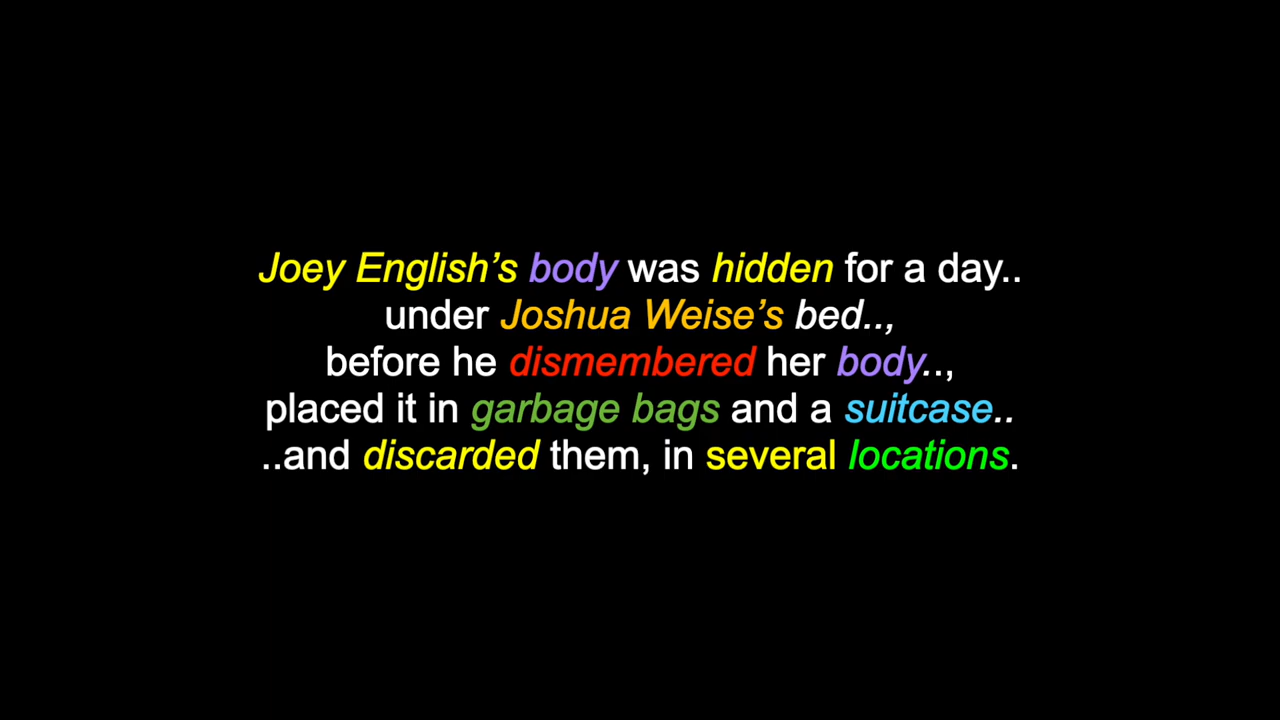 Joey English’s body was hidden for a day..
under Joshua Weise’s bed..,
before he dismembered her body..,
placed it in garbage bags and a suitcase..
..and discarded them, in several locations.